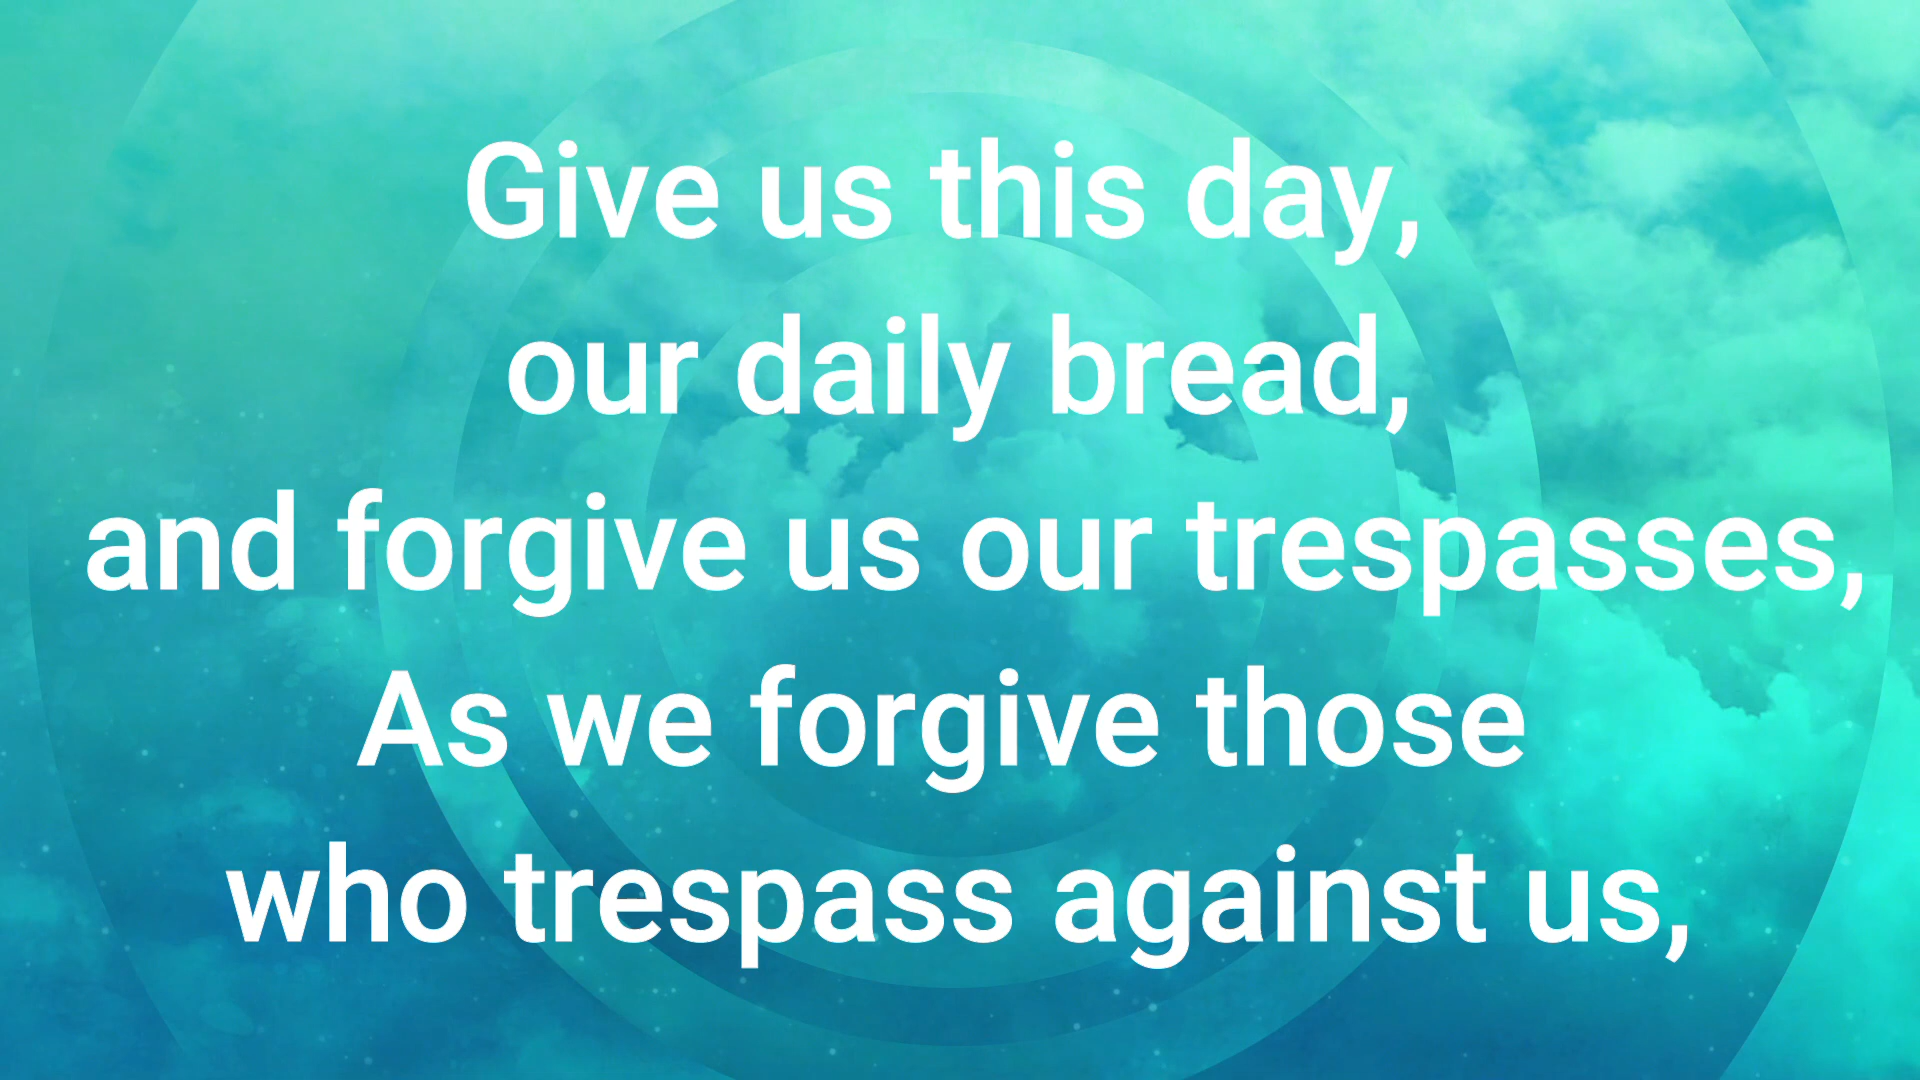 Give us this day,
our daily bread,
and forgive us our trespasses,
As we forgive those
who trespass against us,